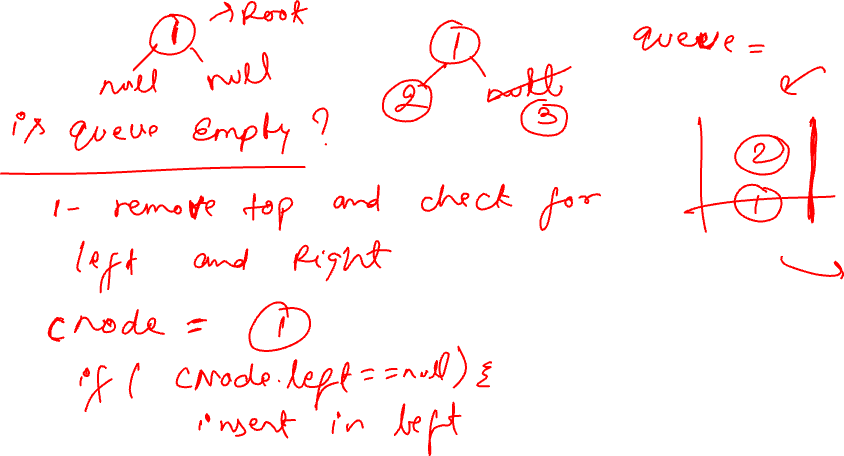 1 → Root
null null
is queue Empty?
1
2 null
3
queue =
2
1
1- remove top and check for
left and Right
cnode = 1
if ( cnode.left==null) {
insert in left